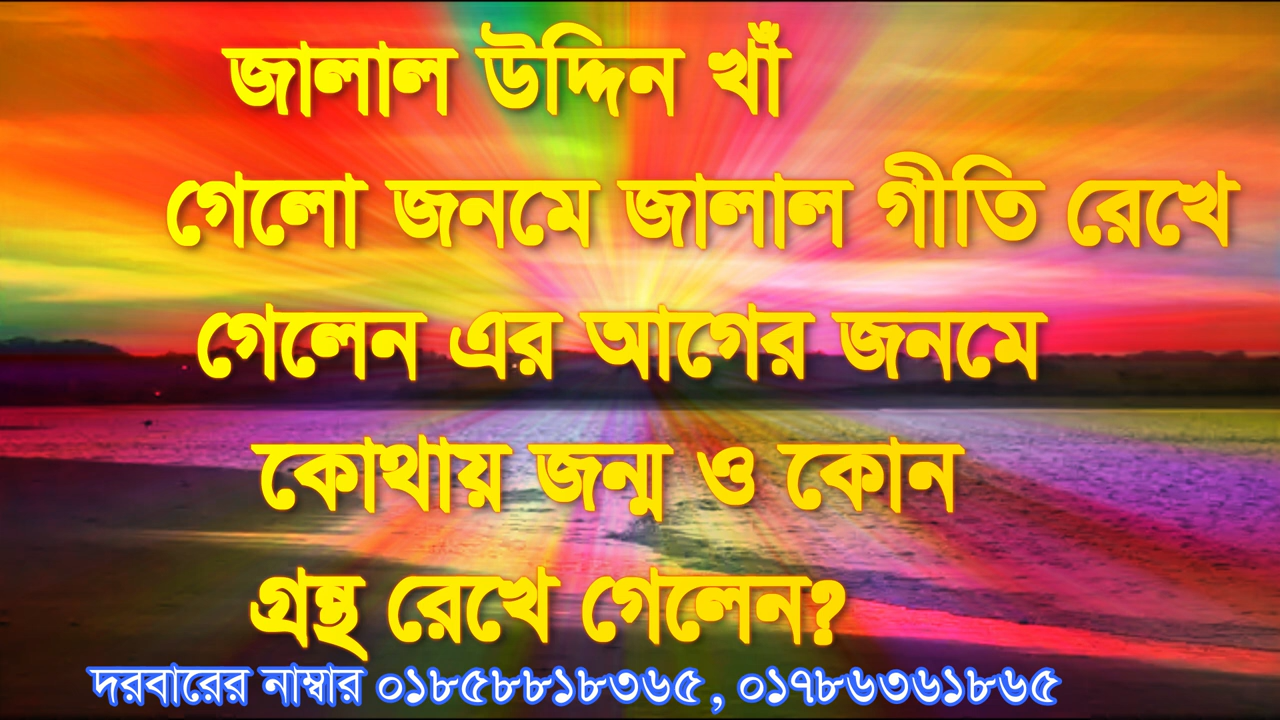 জালাল উদ্দিন খাঁ
গেলো জনমে জালাল গীতি রেখে
গেলেন এর আগের জনমে
কোথায় জন্ম ও কোন
গ্রন্থ রেখে গেলেন?
দরবারের নাম্বার ০১৮৫৮৮১৮৩৬৫, ০১৭৮৬৩৬১৮৬৫